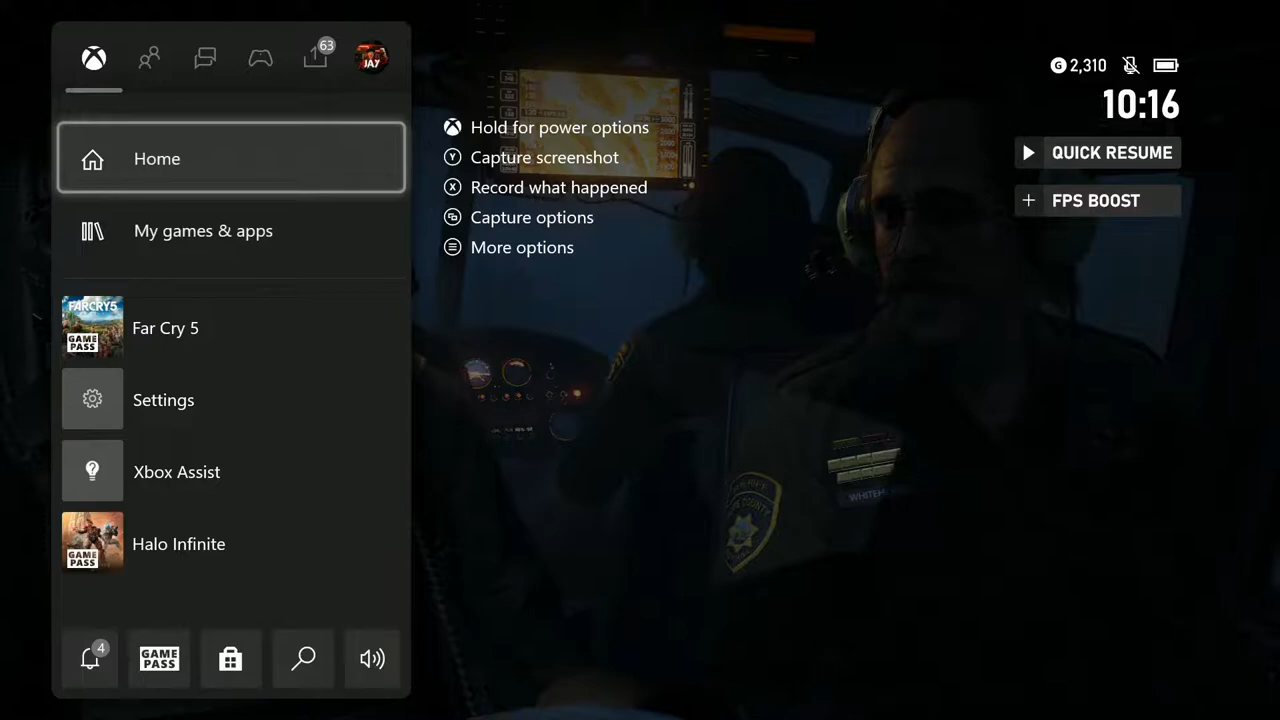 63
JAY
Home
My games & apps
FARCRY5
GAME
PASS
Far Cry 5
Settings
Xbox Assist
GAME
PASS
Halo Infinite
4
GAME
PASS
Hold for power options
Y Capture screenshot
X Record what happened
Capture options
More options
G 2,310
10:16
QUICK RESUME
FPS BOOST